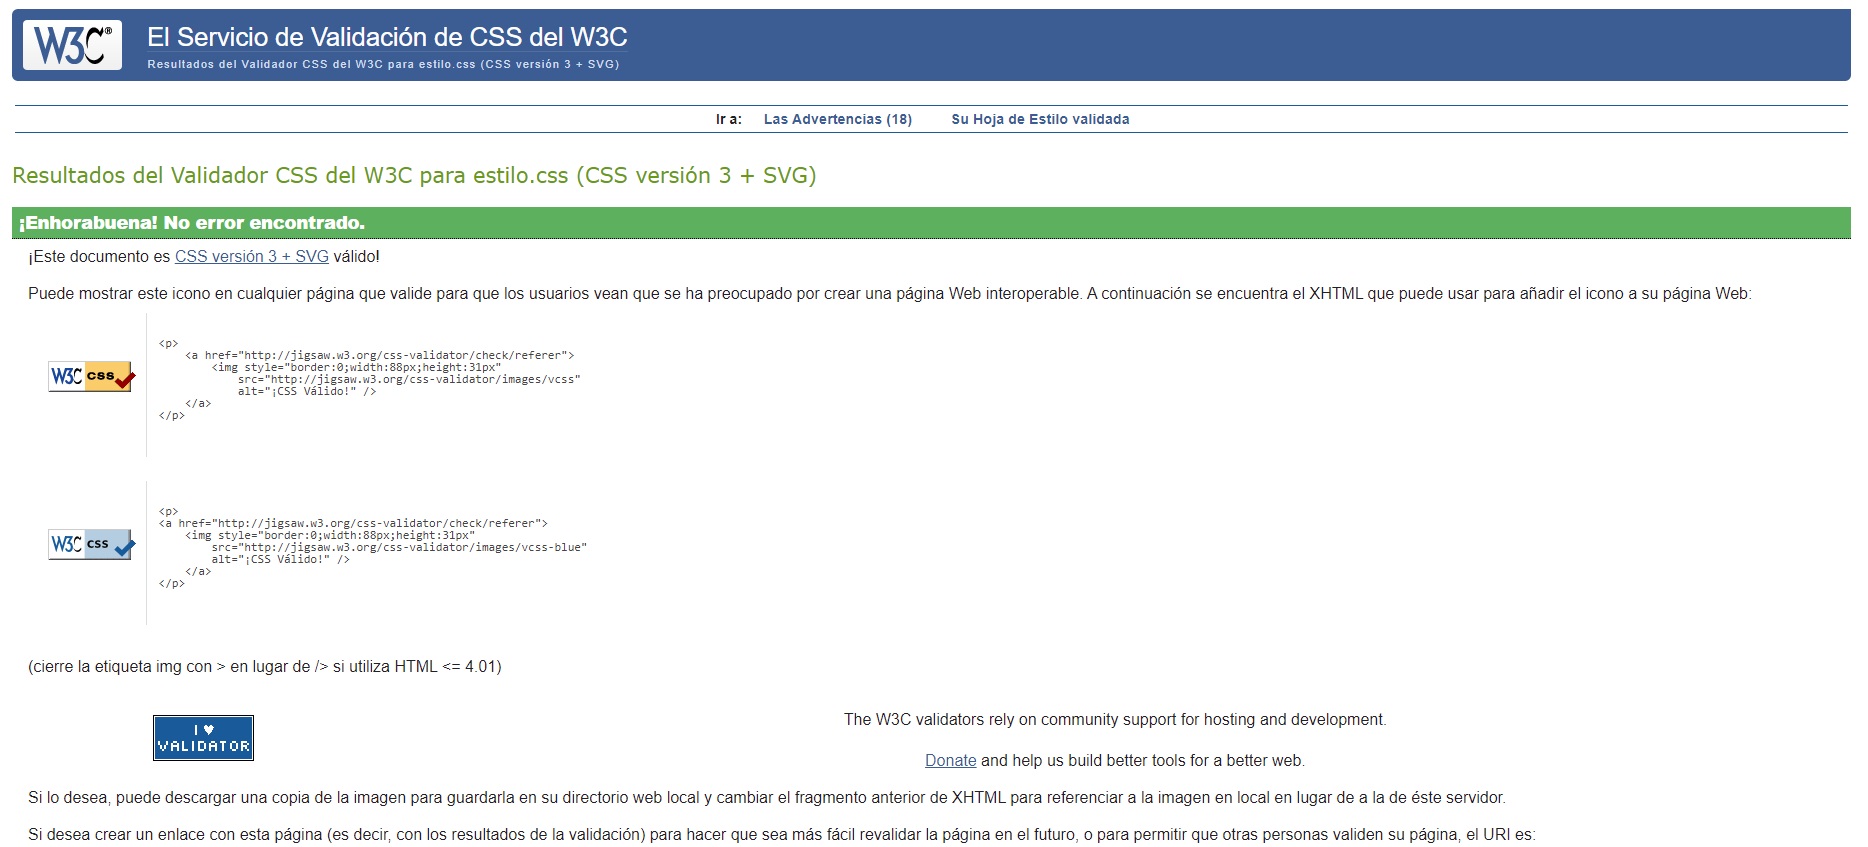 W3C®
El Servicio de Validación de CSS del W3C
Resultados del Validador CSS del W3C para estilo.css (CSS versión 3 + SVG)
Ir a: Las Advertencias (18) Su Hoja de Estilo validada
Resultados del Validador CSS del W3C para estilo.css (CSS versión 3 + SVG)
¡Enhorabuena! No error encontrado.
¡Este documento es CSS versión 3 + SVG válido!
Puede mostrar este icono en cualquier página que valide para que los usuarios vean que se ha preocupado por crear una página Web interoperable. A continuación se encuentra el XHTML que puede usar para añadir el icono a su página Web:
W3C css
<p>
<a href="http://jigsaw.w3.org/css-validator/check/referer">
<img style="border:0;width:88px;height:31px"
src="http://jigsaw.w3.org/css-validator/images/vcss"
alt="¡CSS Válido!" />
</a>
</p>
W3C css
<p>
<a href="http://jigsaw.w3.org/css-validator/check/referer">
<img style="border:0;width:88px;height:31px"
src="http://jigsaw.w3.org/css-validator/images/vcss-blue"
alt="¡CSS Válido!" />
</a>
</p>
(cierre la etiqueta img con > en lugar de /> si utiliza HTML <= 4.01)
I ♥
VALIDATOR
The W3C validators rely on community support for hosting and development.
Donate and help us build better tools for a better web.
Si lo desea, puede descargar una copia de la imagen para guardarla en su directorio web local y cambiar el fragmento anterior de XHTML para referenciar a la imagen en local en lugar de a la de éste servidor.
Si desea crear un enlace con esta página (es decir, con los resultados de la validación) para hacer que sea más fácil revalidar la página en el futuro, o para permitir que otras personas validen su página, el URI es: